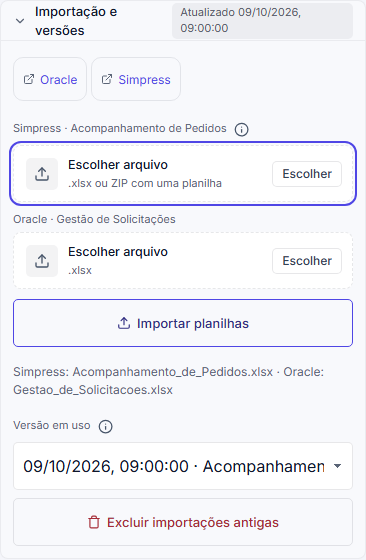 Importação e
versões
Atualizado 09/10/2026,
09:00:00
Oracle
Simpress
Simpress · Acompanhamento de Pedidos
Escolher arquivo
.xlsx ou ZIP com uma planilha
Escolher
Oracle · Gestão de Solicitações
Escolher arquivo
.xlsx
Escolher
Importar planilhas
Simpress: Acompanhamento_de_Pedidos.xlsx · Oracle:
Gestao_de_Solicitacoes.xlsx
Versão em uso
09/10/2026, 09:00:00 · Acompanhamen
Excluir importações antigas